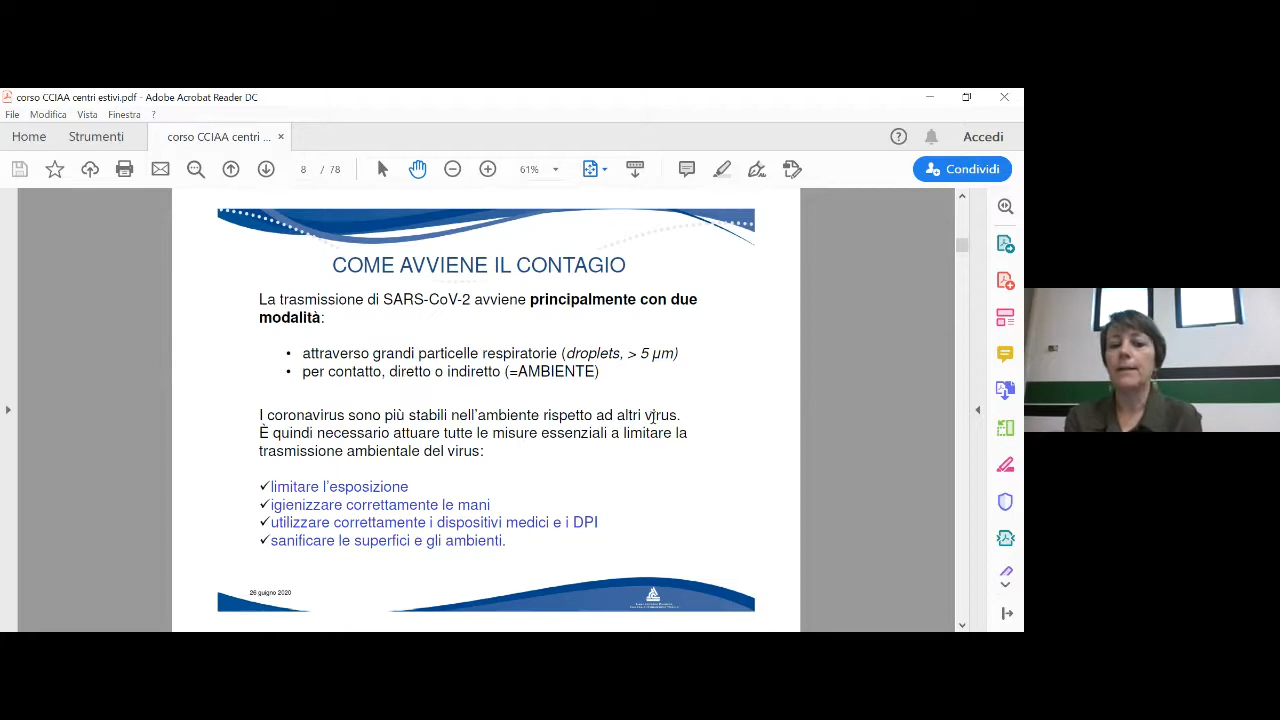 corso CCIAA centri estivi.pdf - Adobe Acrobat Reader DC
File Modifica Vista Finestra ?
Home Strumenti corso CCIAA centri ... × Accedi
8 / 78 61% Condividi
COME AVVIENE IL CONTAGIO
La trasmissione di SARS-CoV-2 avviene principalmente con due
modalità:
• attraverso grandi particelle respiratorie (droplets, > 5 µm)
• per contatto, diretto o indiretto (=AMBIENTE)
I coronavirus sono più stabili nell'ambiente rispetto ad altri virus.
È quindi necessario attuare tutte le misure essenziali a limitare la
trasmissione ambientale del virus:
✓limitare l'esposizione
✓igienizzare correttamente le mani
✓utilizzare correttamente i dispositivi medici e i DPI
✓sanificare le superfici e gli ambienti.
26 guigno 2020